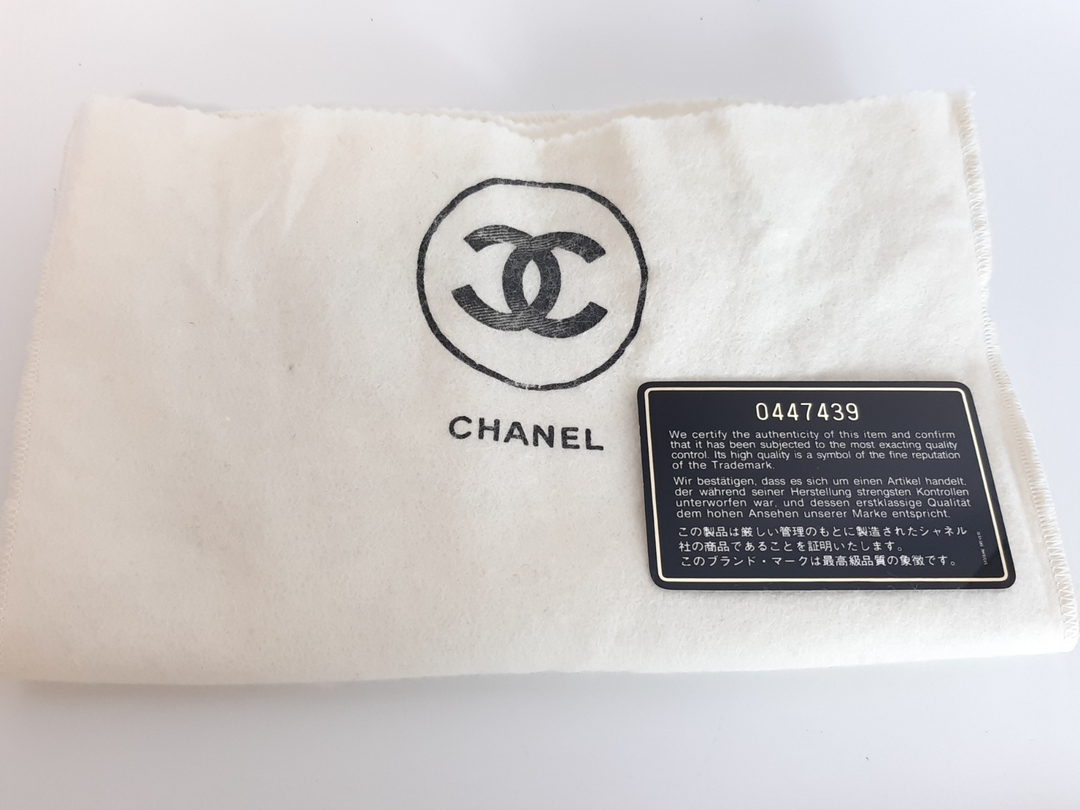 CHANEL
0447439
We certify the authenticity of this item and confirm
that it has been subjected to the most exacting quality
control. Its high quality is a symbol of the fine reputation
of the Trademark.
Wir bestätigen, dass es sich um einen Artikel handelt,
der während seiner Herstellung strengsten Kontrollen
unterworfen war, und dessen erstklassige Qualität
dem hohen Ansehen unserer Marke entspricht.
この製品は厳しい管理のもとに製造されたシャネル
社の商品であることを証明いたします。
このブランド・マークは最高級品質の象徴です。